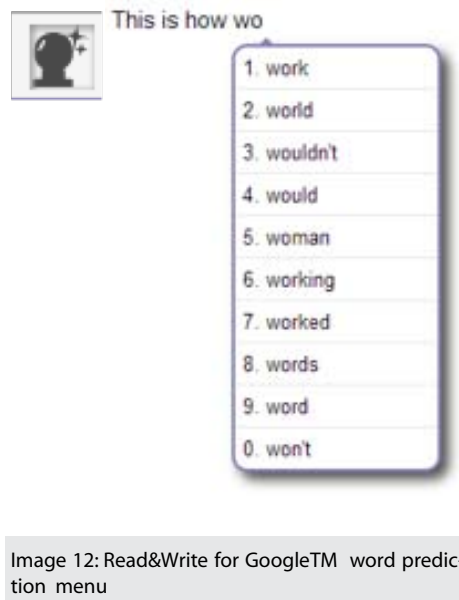 This is how wo
1. work
2. world
3. wouldn't
4. would
5. woman
6. working
7. worked
8. words
9. word
0. won't
Image 12: Read&Write for GoogleTM word predic-
tion menu